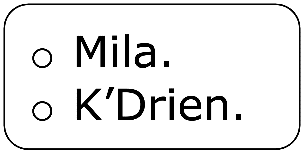 ○ Mila.
○ K’Drien.